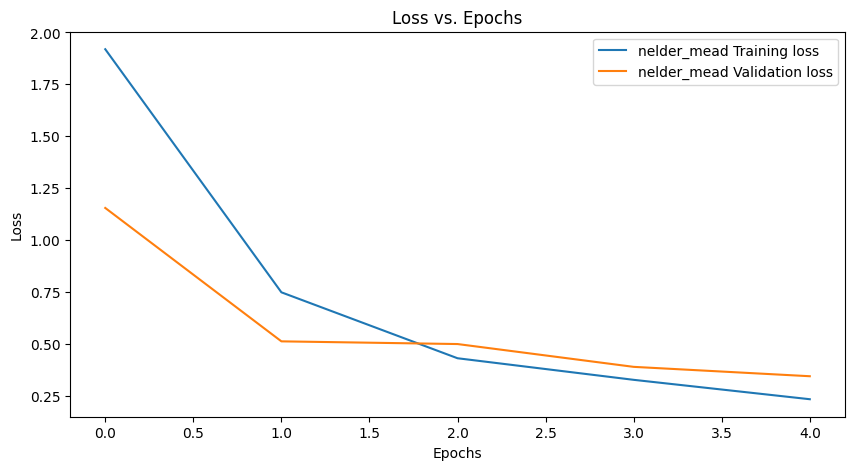 Loss vs. Epochs
nelder_mead Training loss
nelder_mead Validation loss
Loss
2.00
1.75
1.50
1.25
1.00
0.75
0.50
0.25
0.0 0.5 1.0 1.5 2.0 2.5 3.0 3.5 4.0
Epochs